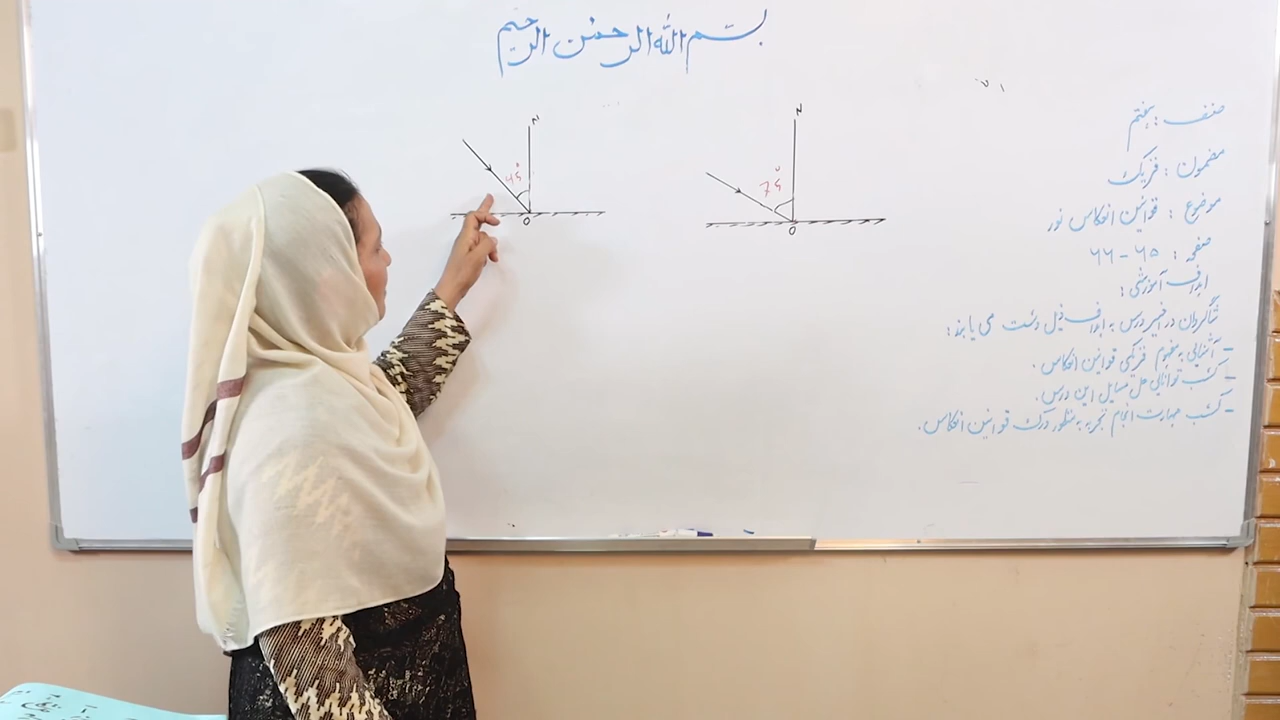 بسم الله الرحمن الرحیم
صنف : هفتم
مضمون : فزیک
موضوع : قوانین انعکاس نور
صفحه : ۶۵ - ۶۶
اهداف آموزشی :
شاگردان در اخیر درس به اهداف ذیل دست می یابند :
- آشنایی به مفهوم فزیکی قوانین انعکاس .
- کسب توانایی حل مسایل این درس .
- کسب مهارت انجام تجربه به منظور درک قوانین انعکاس .
N
45°
O
N
75°
O